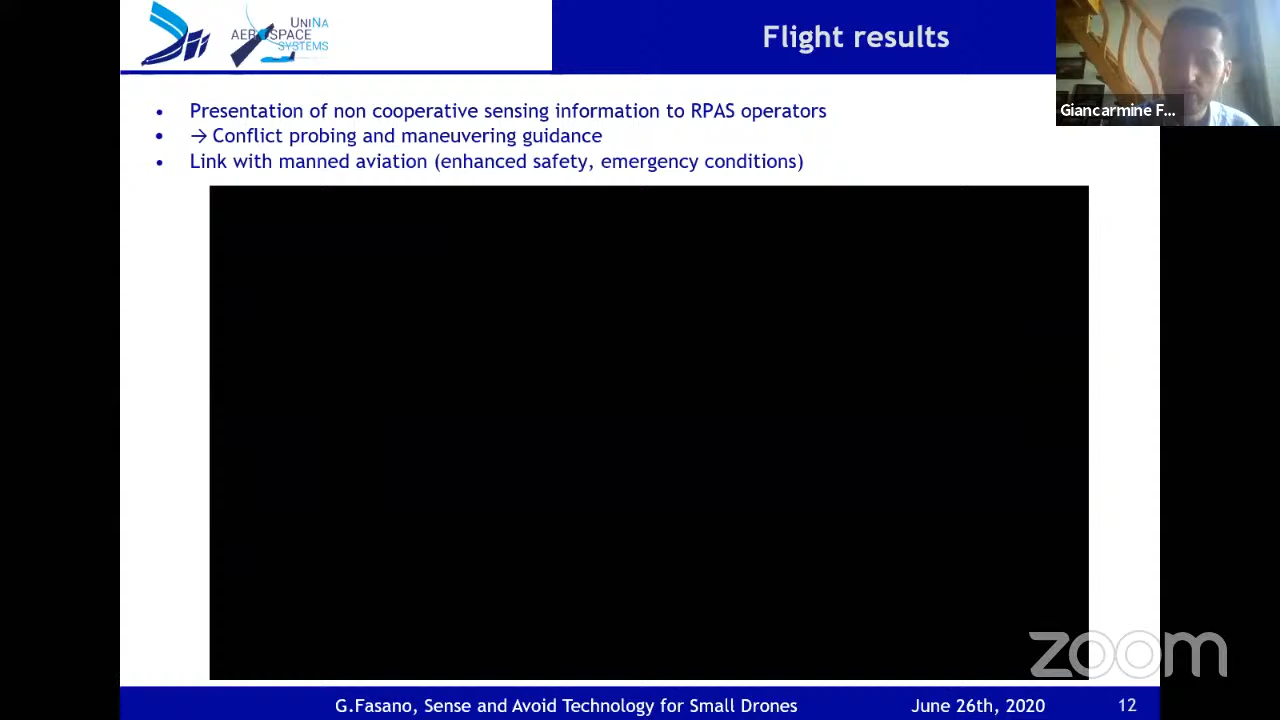 UNINA
AEROSPACE
SYSTEMS
Flight results
Giancarmine F...
• Presentation of non cooperative sensing information to RPAS operators
• → Conflict probing and maneuvering guidance
• Link with manned aviation (enhanced safety, emergency conditions)
zoom
G.Fasano, Sense and Avoid Technology for Small Drones June 26th, 2020 12